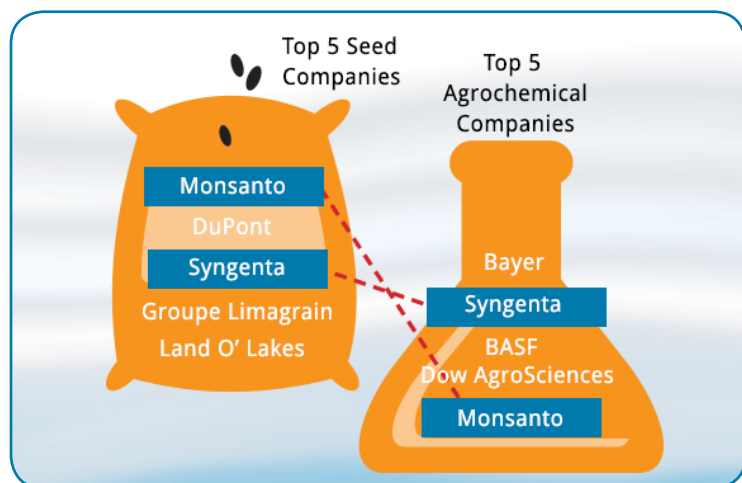 Top 5 Seed
Companies
Monsanto
DuPont
Syngenta
Groupe Limagrain
Land O’ Lakes
Top 5
Agrochemical
Companies
Bayer
Syngenta
BASF
Dow AgroSciences
Monsanto